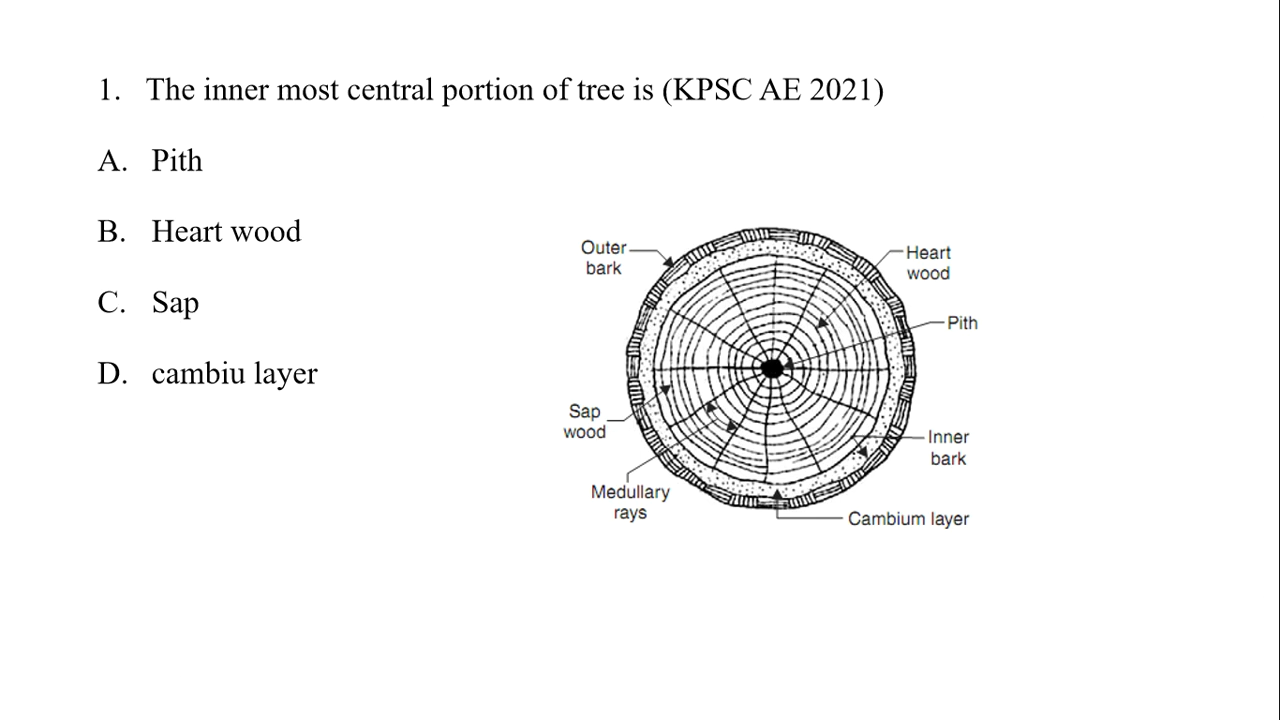 1. The inner most central portion of tree is (KPSC AE 2021)
A. Pith
B. Heart wood
C. Sap
D. cambiu layer
Outer
bark
Heart
wood
Pith
Sap
wood
Inner
bark
Medullary
rays
Cambium layer